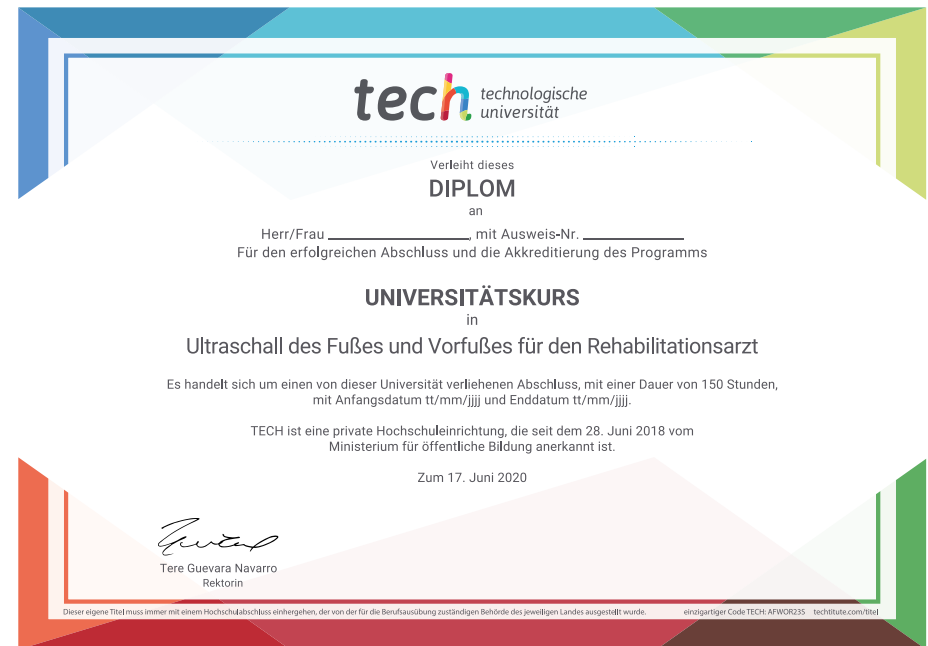 tech technologische
universität
Verleiht dieses
DIPLOM
an
Herr/Frau ____________, mit Ausweis-Nr. ____________
Für den erfolgreichen Abschluss und die Akkreditierung des Programms
UNIVERSITÄTSKURS
in
Ultraschall des Fußes und Vorfußes für den Rehabilitationsarzt
Es handelt sich um einen von dieser Universität verliehenen Abschluss, mit einer Dauer von 150 Stunden,
mit Anfangsdatum tt/mm/jjjj und Enddatum tt/mm/jjjj.
TECH ist eine private Hochschuleinrichtung, die seit dem 28. Juni 2018 vom
Ministerium für öffentliche Bildung anerkannt ist.
Zum 17. Juni 2020
Tere Guevara Navarro
Rektorin
Dieser eigene Titel muss immer mit einem Hochschulabschluss einhergehen, der von der für die Berufsausübung zuständigen Behörde des jeweiligen Landes ausgestellt wurde. einzigartiger Code TECH: AFWOR235 techtitute.com/titel